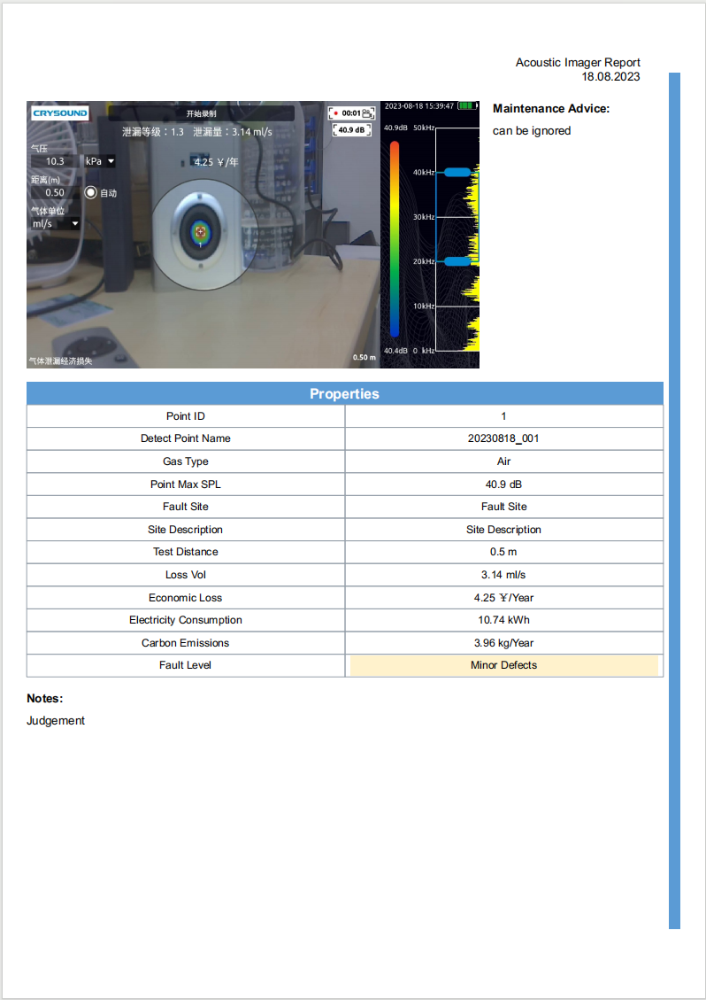 Acoustic Imager Report
18.08.2023
CRYSOUND
开始录制
00:01
泄漏等级：1.3 泄漏量：3.14 ml/s
40.9 dB
气压
10.3 kPa
4.25 ¥/年
距离(m)
0.50 自动
气体单位
ml/s
1
气体泄漏经济损失
0.50 m
2023-08-18 15:39:47
40.9dB 50kHz
40kHz
30kHz
20kHz
10kHz
40.4dB 0 kHz
Maintenance Advice:
can be ignored
Properties
Point ID 1
Detect Point Name 20230818_001
Gas Type Air
Point Max SPL 40.9 dB
Fault Site Fault Site
Site Description Site Description
Test Distance 0.5 m
Loss Vol 3.14 ml/s
Economic Loss 4.25 ¥/Year
Electricity Consumption 10.74 kWh
Carbon Emissions 3.96 kg/Year
Fault Level Minor Defects
Notes:
Judgement